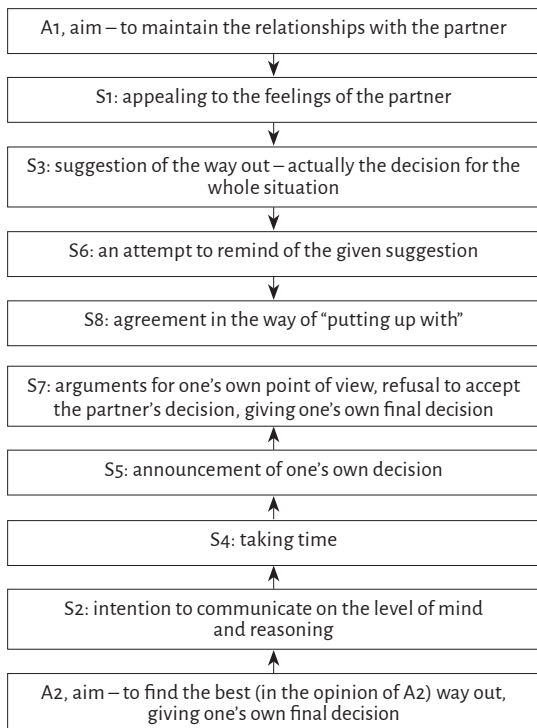 A1, aim – to maintain the relationships with the partner
S1: appealing to the feelings of the partner
S3: suggestion of the way out – actually the decision for the
whole situation
S6: an attempt to remind of the given suggestion
S8: agreement in the way of “putting up with”
S7: arguments for one’s own point of view, refusal to accept
the partner’s decision, giving one’s own final decision
S5: announcement of one’s own decision
S4: taking time
S2: intention to communicate on the level of mind
and reasoning
A2, aim – to find the best (in the opinion of A2) way out,
giving one’s own final decision